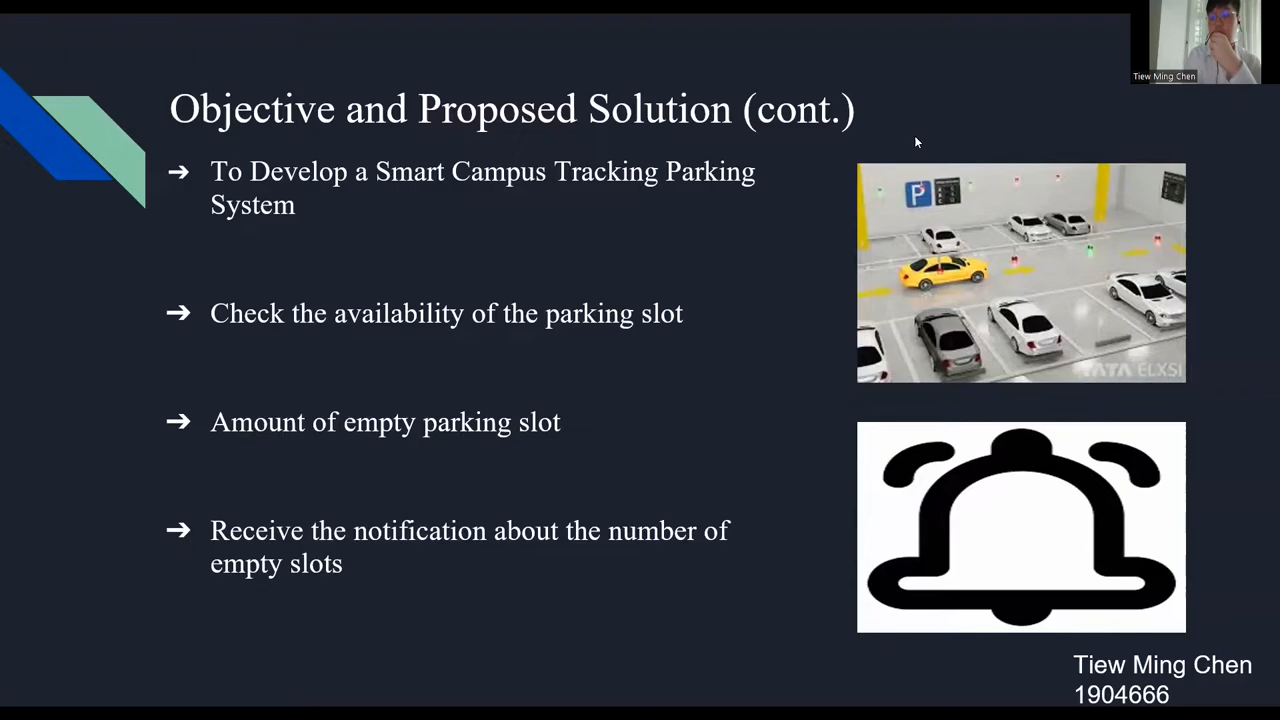 Tiew Ming Chen
Objective and Proposed Solution (cont.)
➔ To Develop a Smart Campus Tracking Parking
System
➔ Check the availability of the parking slot
➔ Amount of empty parking slot
➔ Receive the notification about the number of
empty slots
P
TATA ELXSI
Tiew Ming Chen
1904666